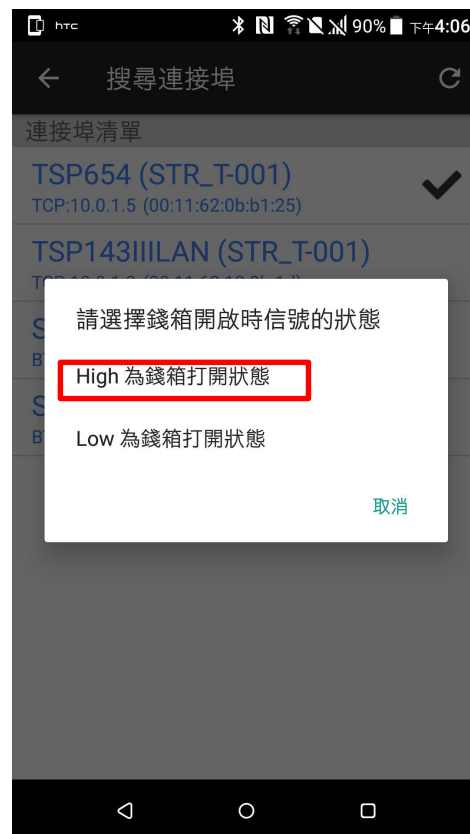 hTC 90% 下午4:06
搜尋連接埠
連接埠清單
TSP654 (STR_T-001)
TCP:10.0.1.5 (00:11:62:0b:b1:25)
TSP143IIILAN (STR_T-001)
請選擇錢箱開啟時信號的狀態
S
B
High 為錢箱打開狀態
S
B
Low 為錢箱打開狀態
取消